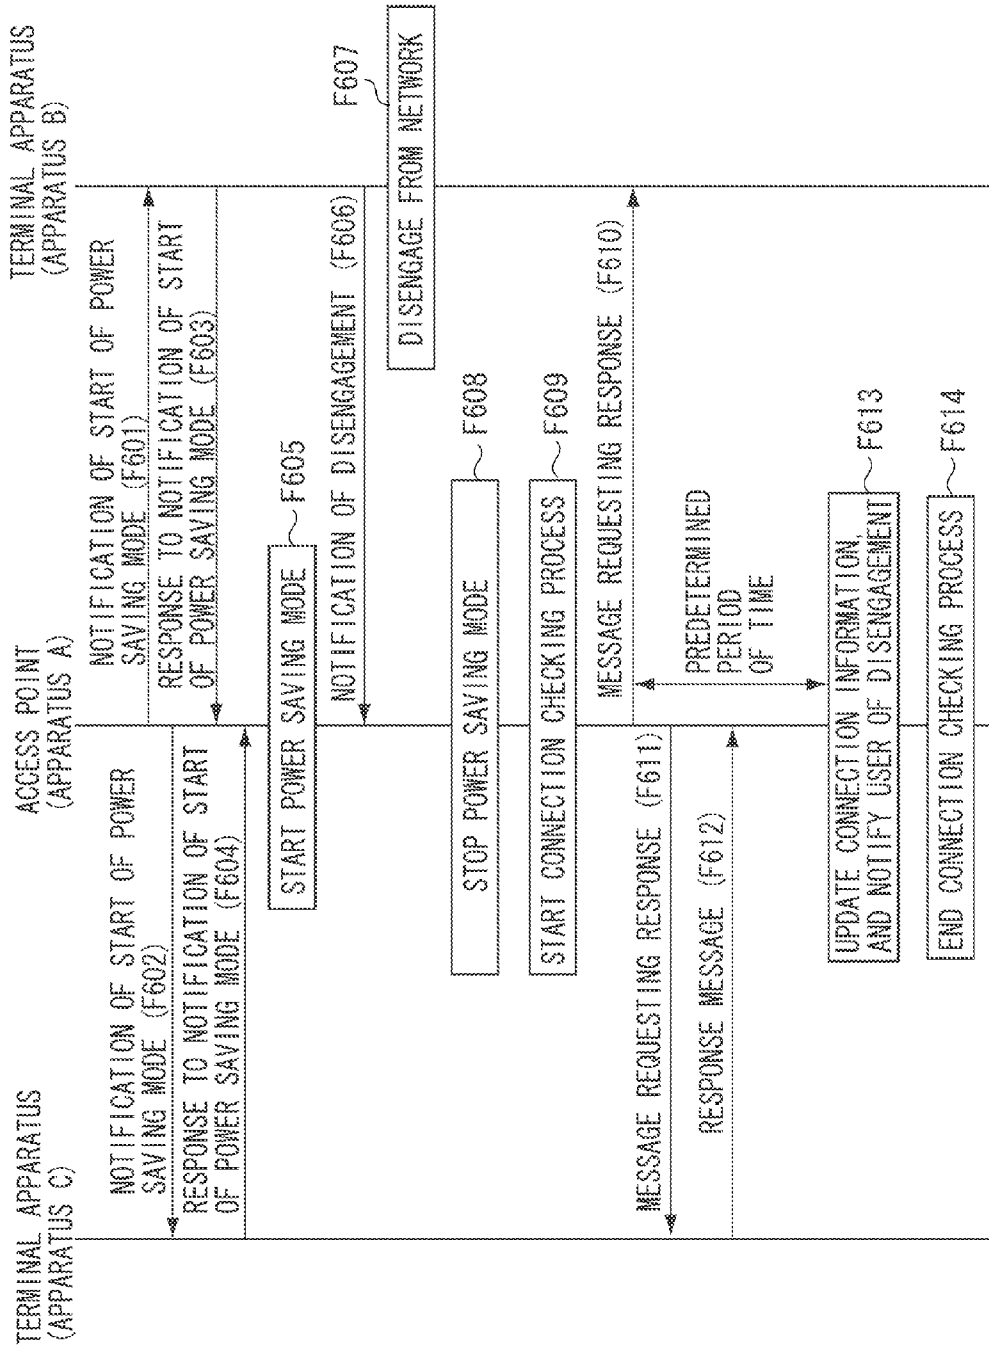 TERMINAL APPARATUS
(APPARATUS C)
ACCESS POINT
(APPARATUS A)
TERMINAL APPARATUS
(APPARATUS B)
NOTIFICATION OF START OF POWER
SAVING MODE (F601)
NOTIFICATION OF START OF POWER
SAVING MODE (F602)
RESPONSE TO NOTIFICATION OF START
OF POWER SAVING MODE (F603)
RESPONSE TO NOTIFICATION OF START
OF POWER SAVING MODE (F604)
START POWER SAVING MODE
F605
NOTIFICATION OF DISENGAGEMENT (F606)
F607
DISENGAGE FROM NETWORK
STOP POWER SAVING MODE
F608
START CONNECTION CHECKING PROCESS
F609
MESSAGE REQUESTING RESPONSE (F610)
MESSAGE REQUESTING RESPONSE (F611)
RESPONSE MESSAGE (F612)
PREDETERMINED
PERIOD
OF TIME
UPDATE CONNECTION INFORMATION,
AND NOTIFY USER OF DISENGAGEMENT
F613
END CONNECTION CHECKING PROCESS
F614